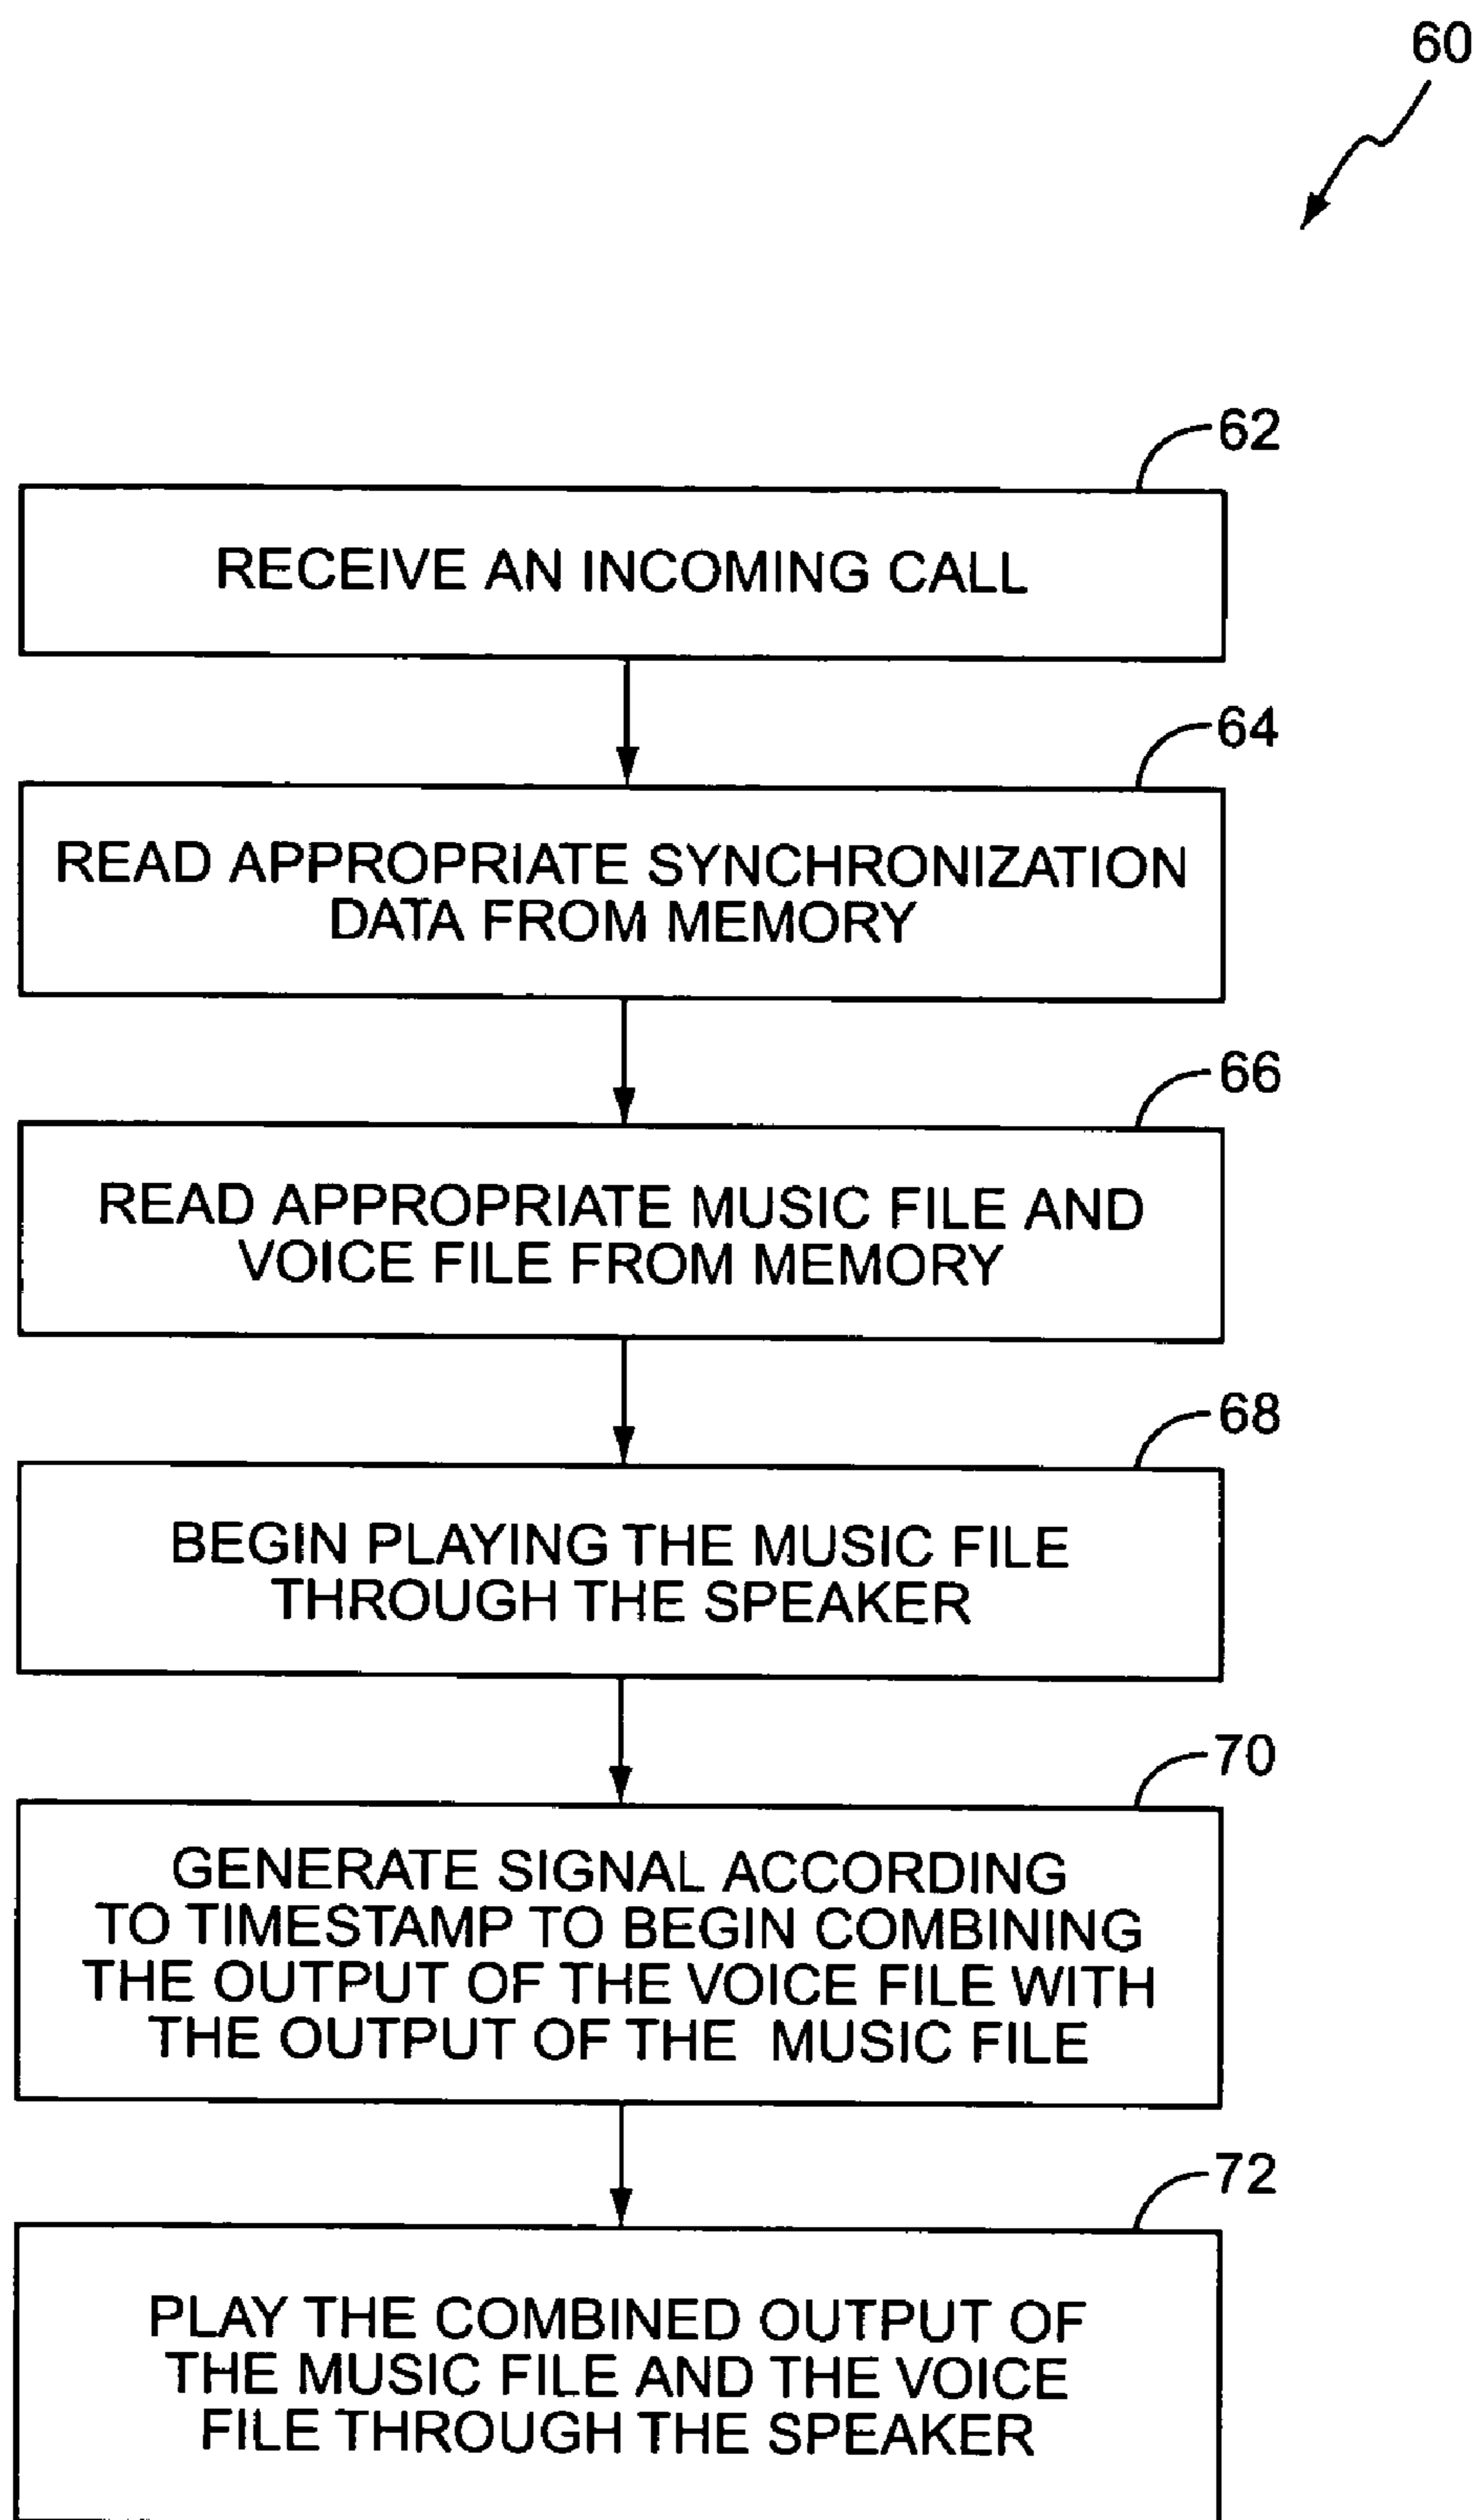 60
62
RECEIVE AN INCOMING CALL
64
READ APPROPRIATE SYNCHRONIZATION
DATA FROM MEMORY
66
READ APPROPRIATE MUSIC FILE AND
VOICE FILE FROM MEMORY
68
BEGIN PLAYING THE MUSIC FILE
THROUGH THE SPEAKER
70
GENERATE SIGNAL ACCORDING
TO TIMESTAMP TO BEGIN COMBINING
THE OUTPUT OF THE VOICE FILE WITH
THE OUTPUT OF THE MUSIC FILE
72
PLAY THE COMBINED OUTPUT OF
THE MUSIC FILE AND THE VOICE
FILE THROUGH THE SPEAKER